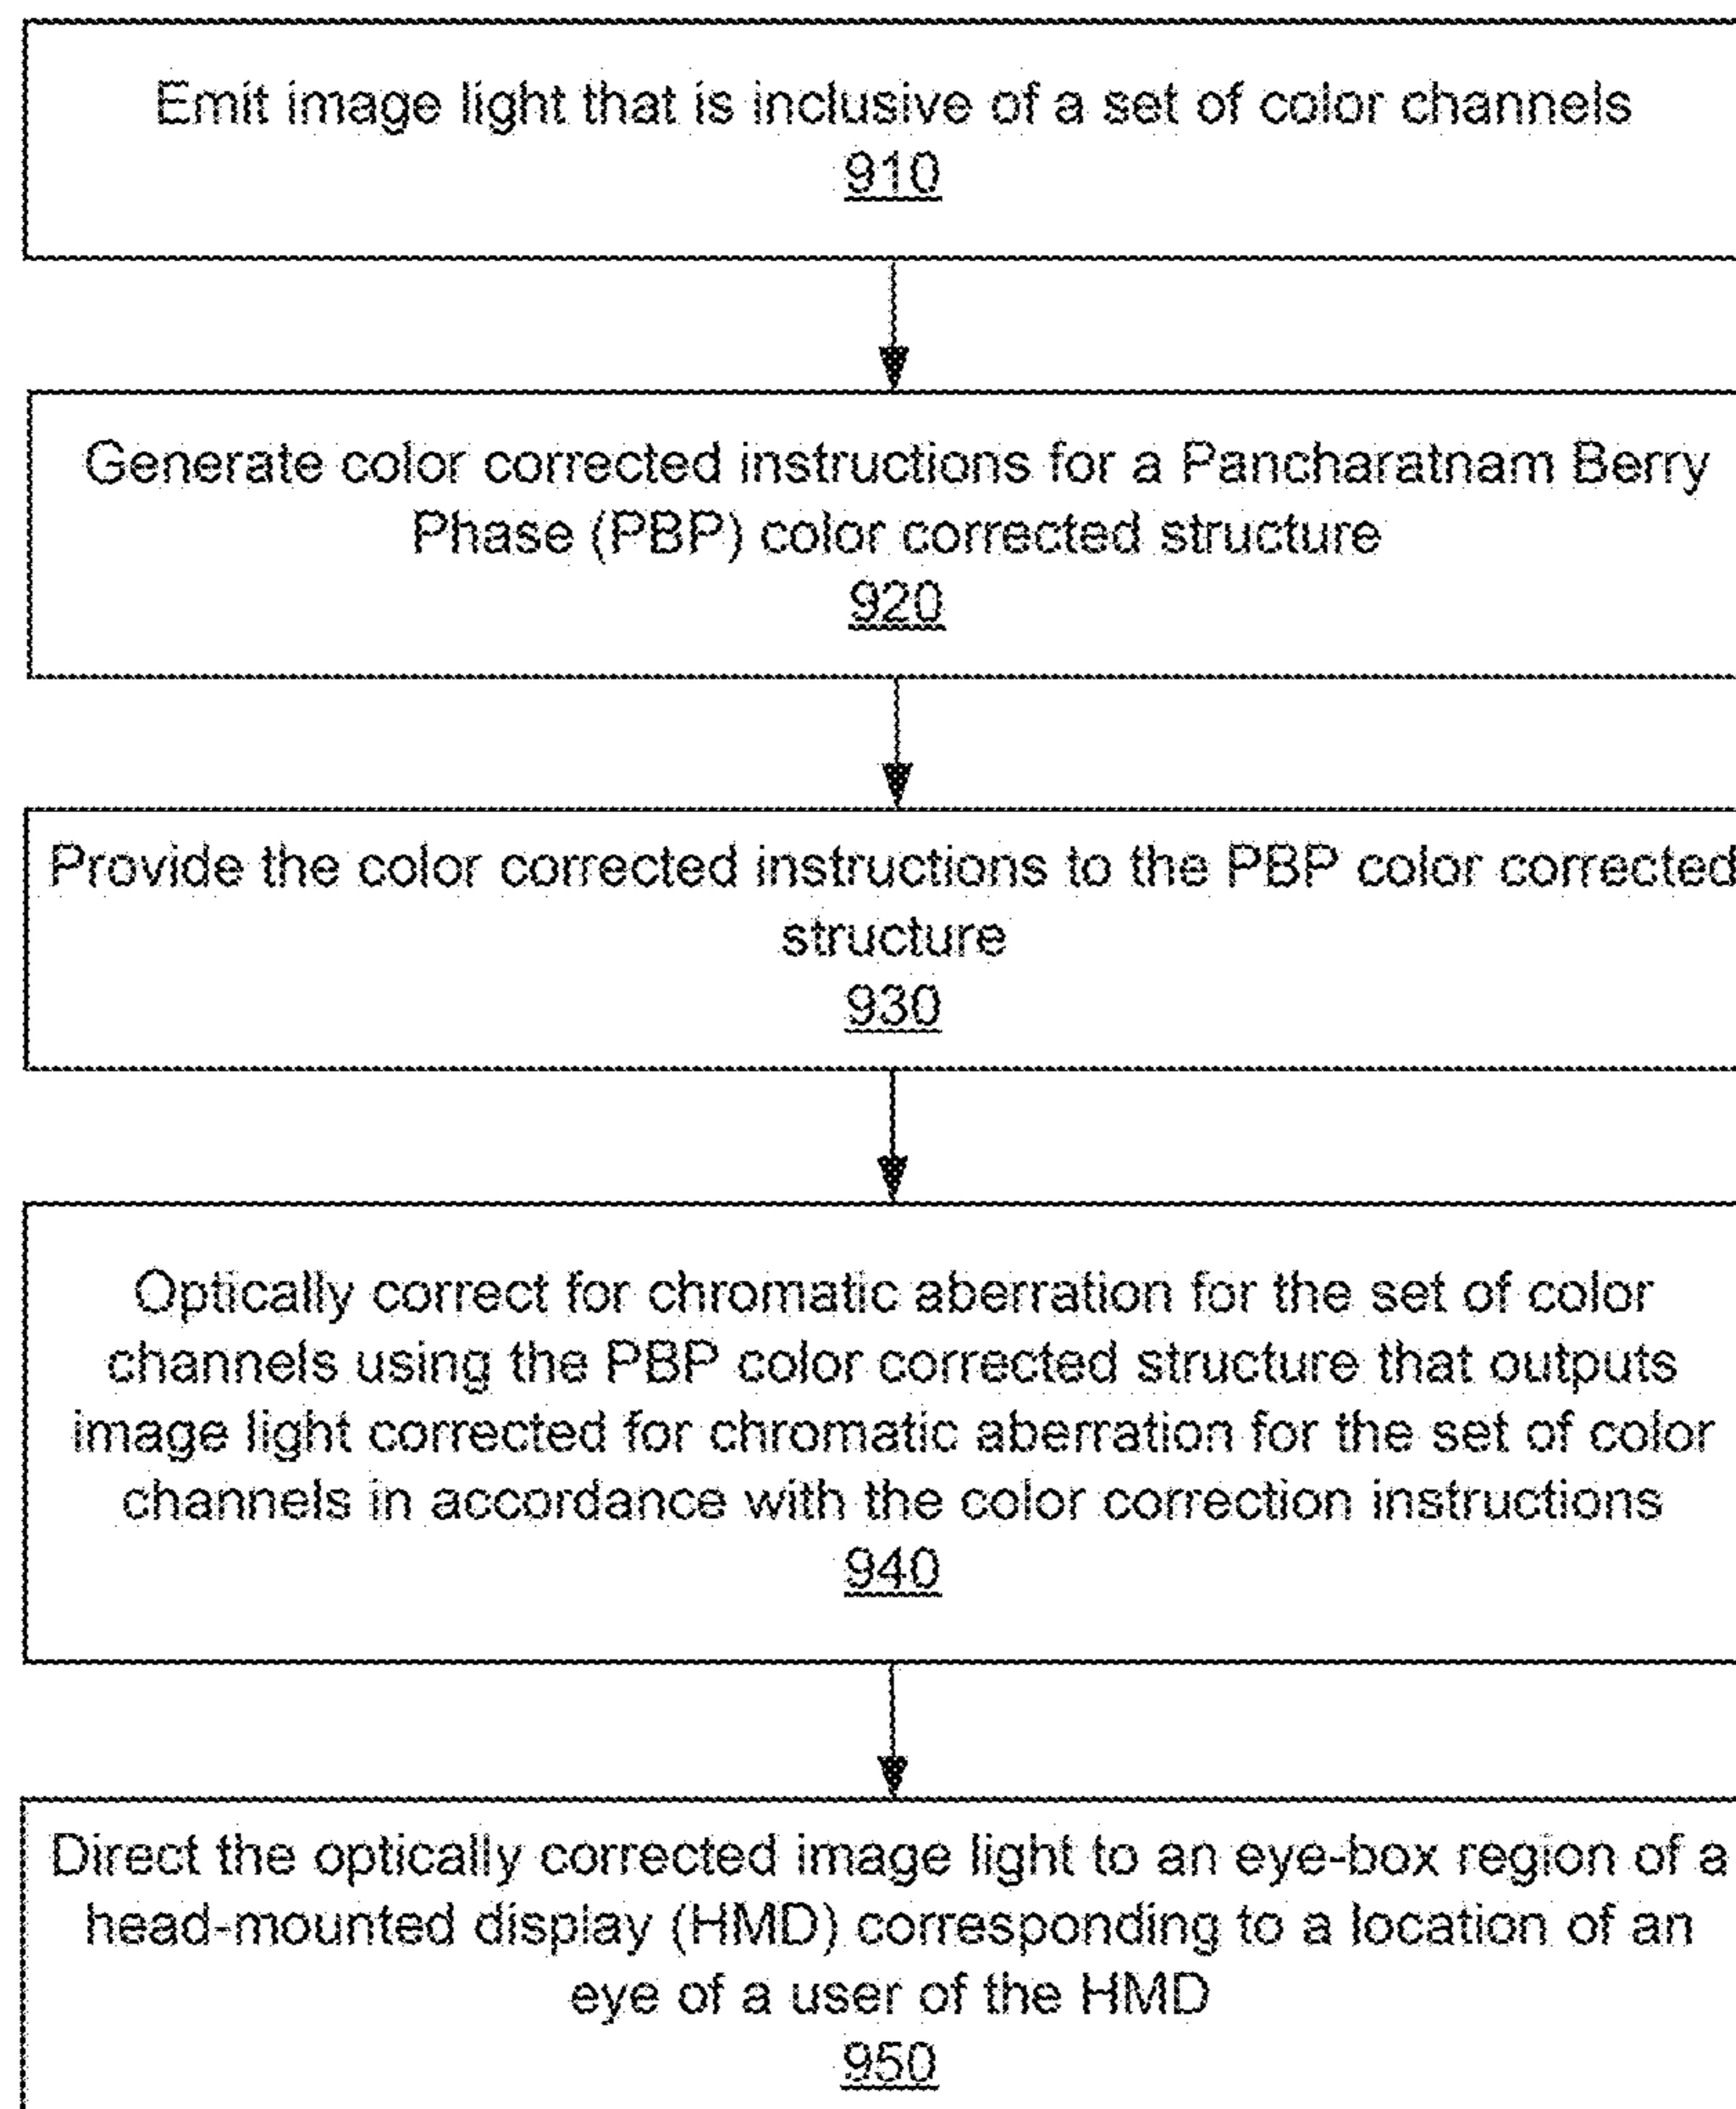 Emit image light that is inclusive of a set of color channels
910
Generate color corrected instructions for a Pancharatnam Berry
Phase (PBP) color corrected structure
920
Provide the color corrected instructions to the PBP color corrected
structure
930
Optically correct for chromatic aberration for the set of color
channels using the PBP color corrected structure that outputs
image light corrected for chromatic aberration for the set of color
channels in accordance with the color correction instructions
940
Direct the optically corrected image light to an eye-box region of a
head-mounted display (HMD) corresponding to a location of an
eye of a user of the HMD
950